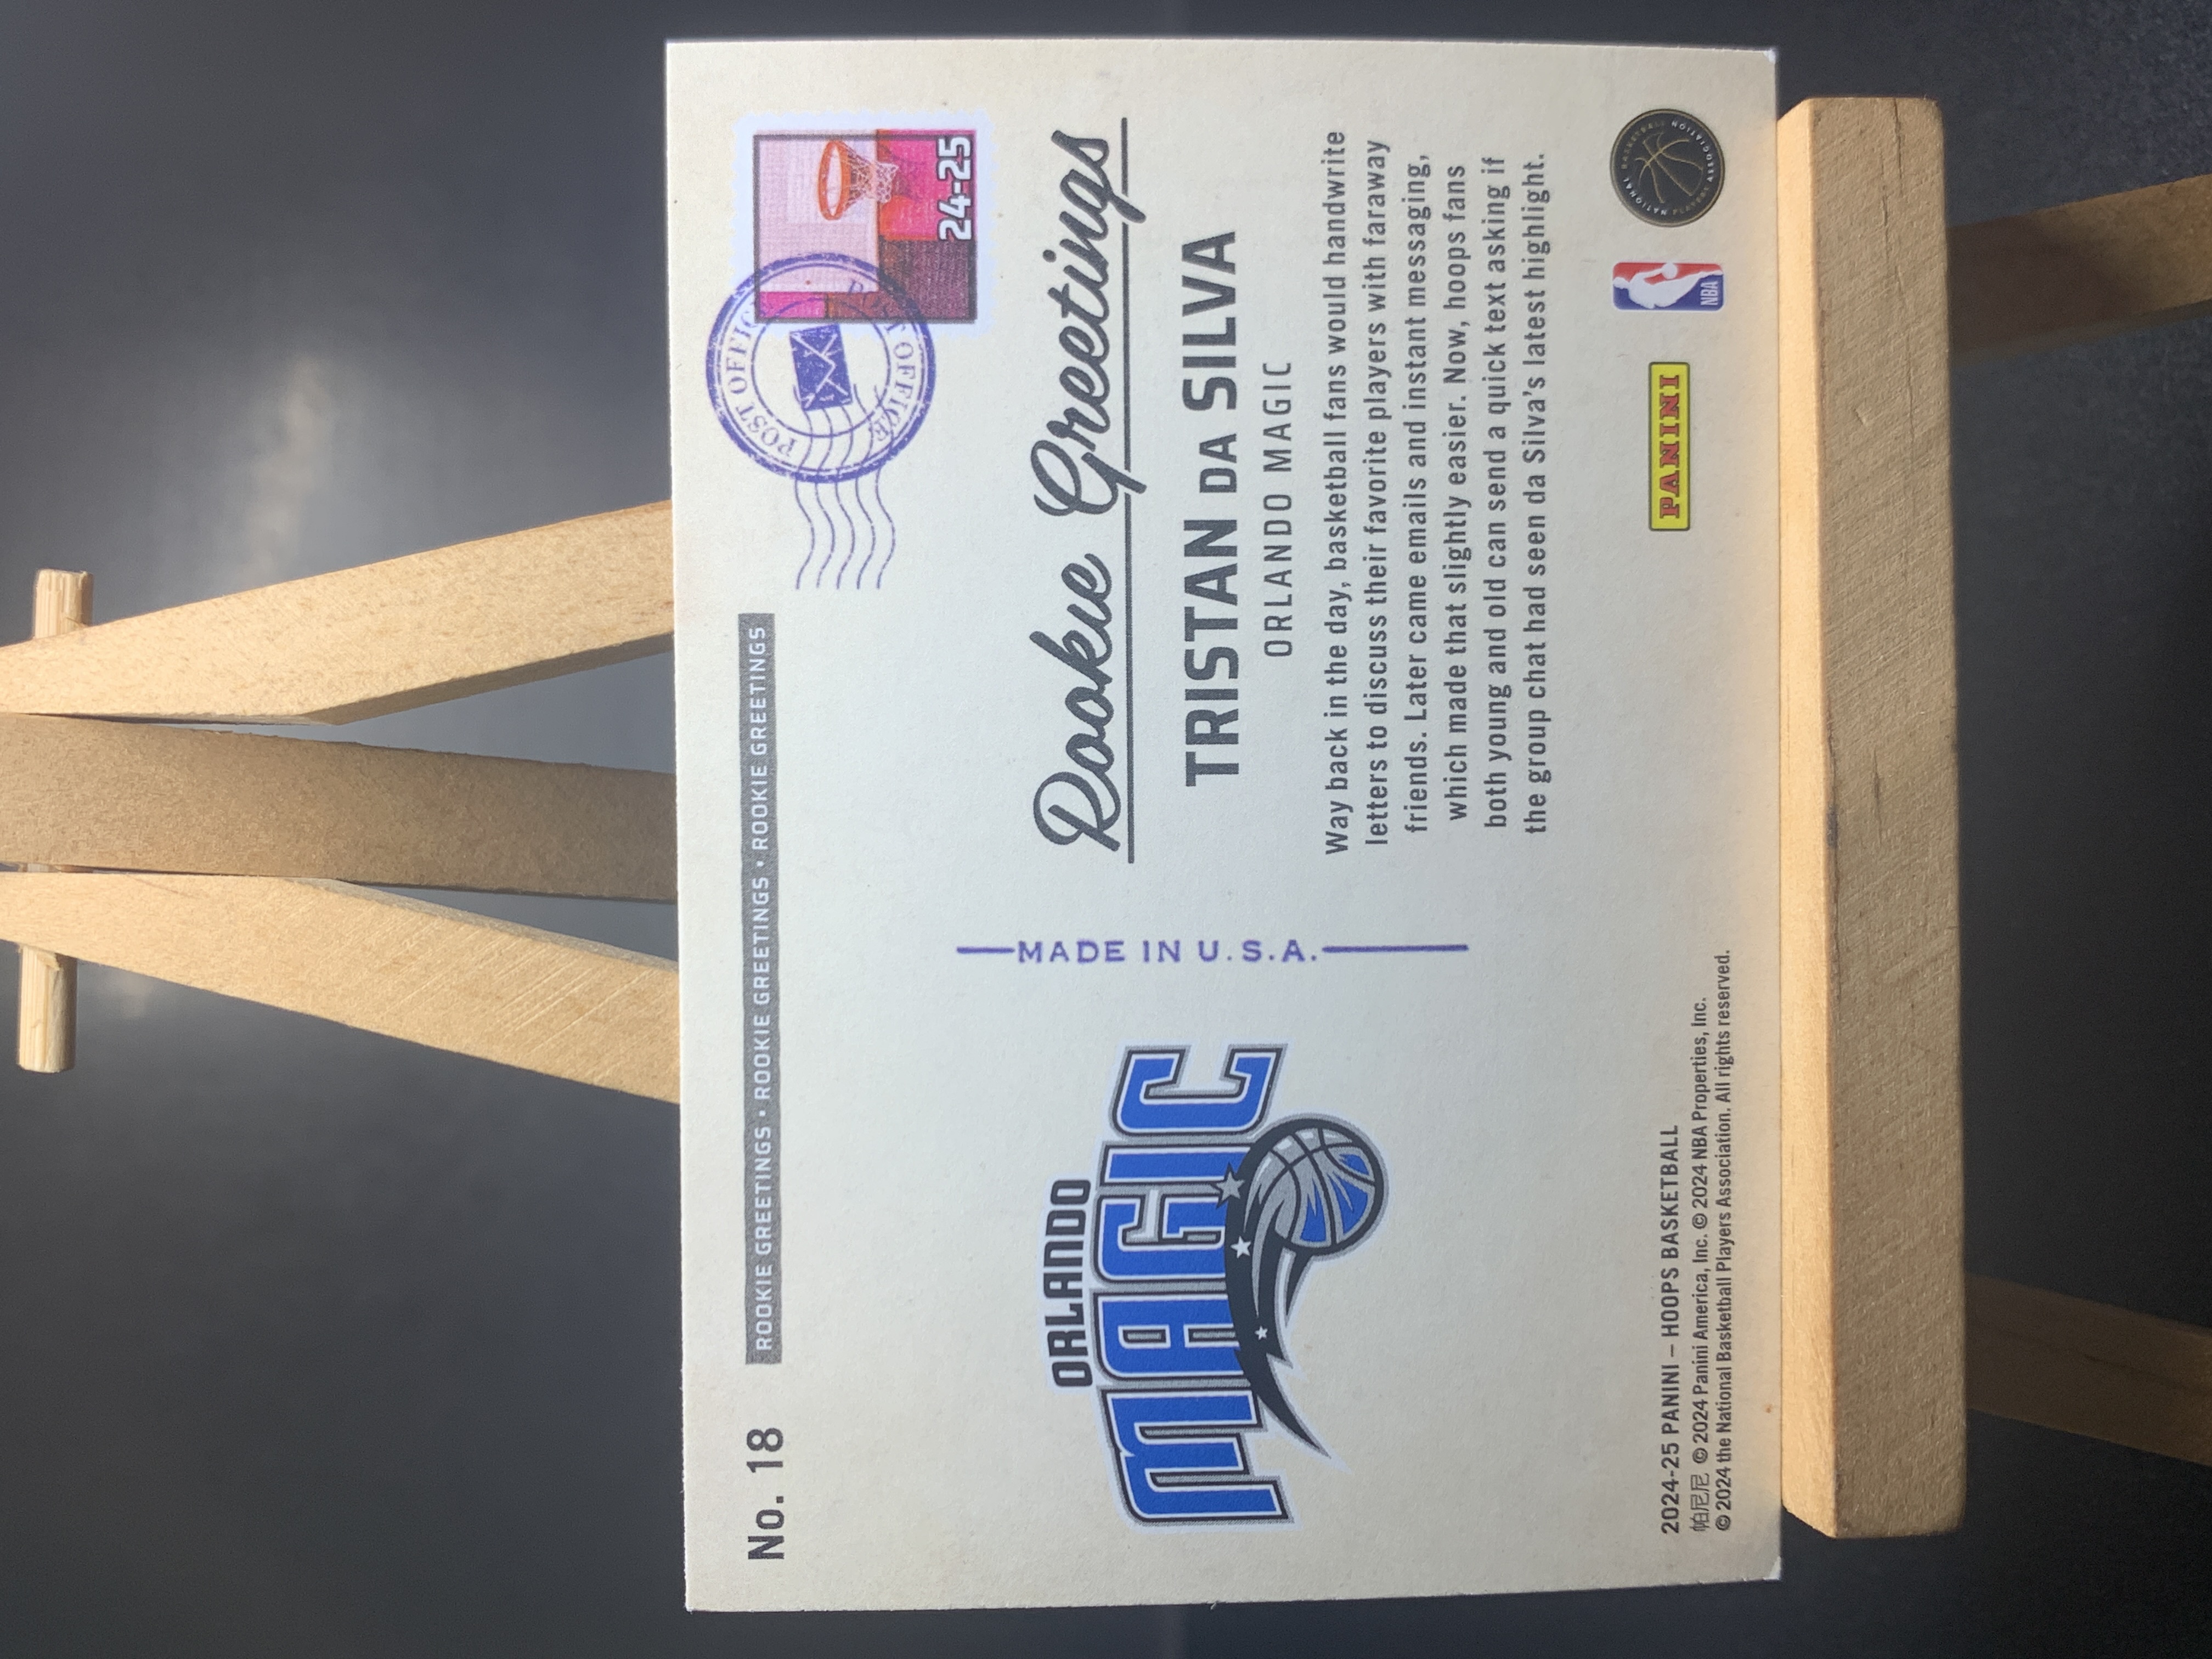 No. 18
ROOKIE GREETINGS • ROOKIE GREETINGS • ROOKIE GREETINGS • ROOKIE GREETINGS
POST OFFICE
POST OFFICE
24-25
ORLANDO
MAGIC
MADE IN U.S.A.
Rookie Greetings
TRISTAN DA SILVA
ORLANDO MAGIC
Way back in the day, basketball fans would handwrite
letters to discuss their favorite players with faraway
friends. Later came emails and instant messaging,
which made that slightly easier. Now, hoops fans
both young and old can send a quick text asking if
the group chat had seen da Silva's latest highlight.
2024-25 PANINI – HOOPS BASKETBALL
帕尼尼 © 2024 Panini America, Inc. © 2024 NBA Properties, Inc.
© 2024 the National Basketball Players Association. All rights reserved.
PANINI
NBA
NATIONAL BASKETBALL PLAYERS ASSOCIATION